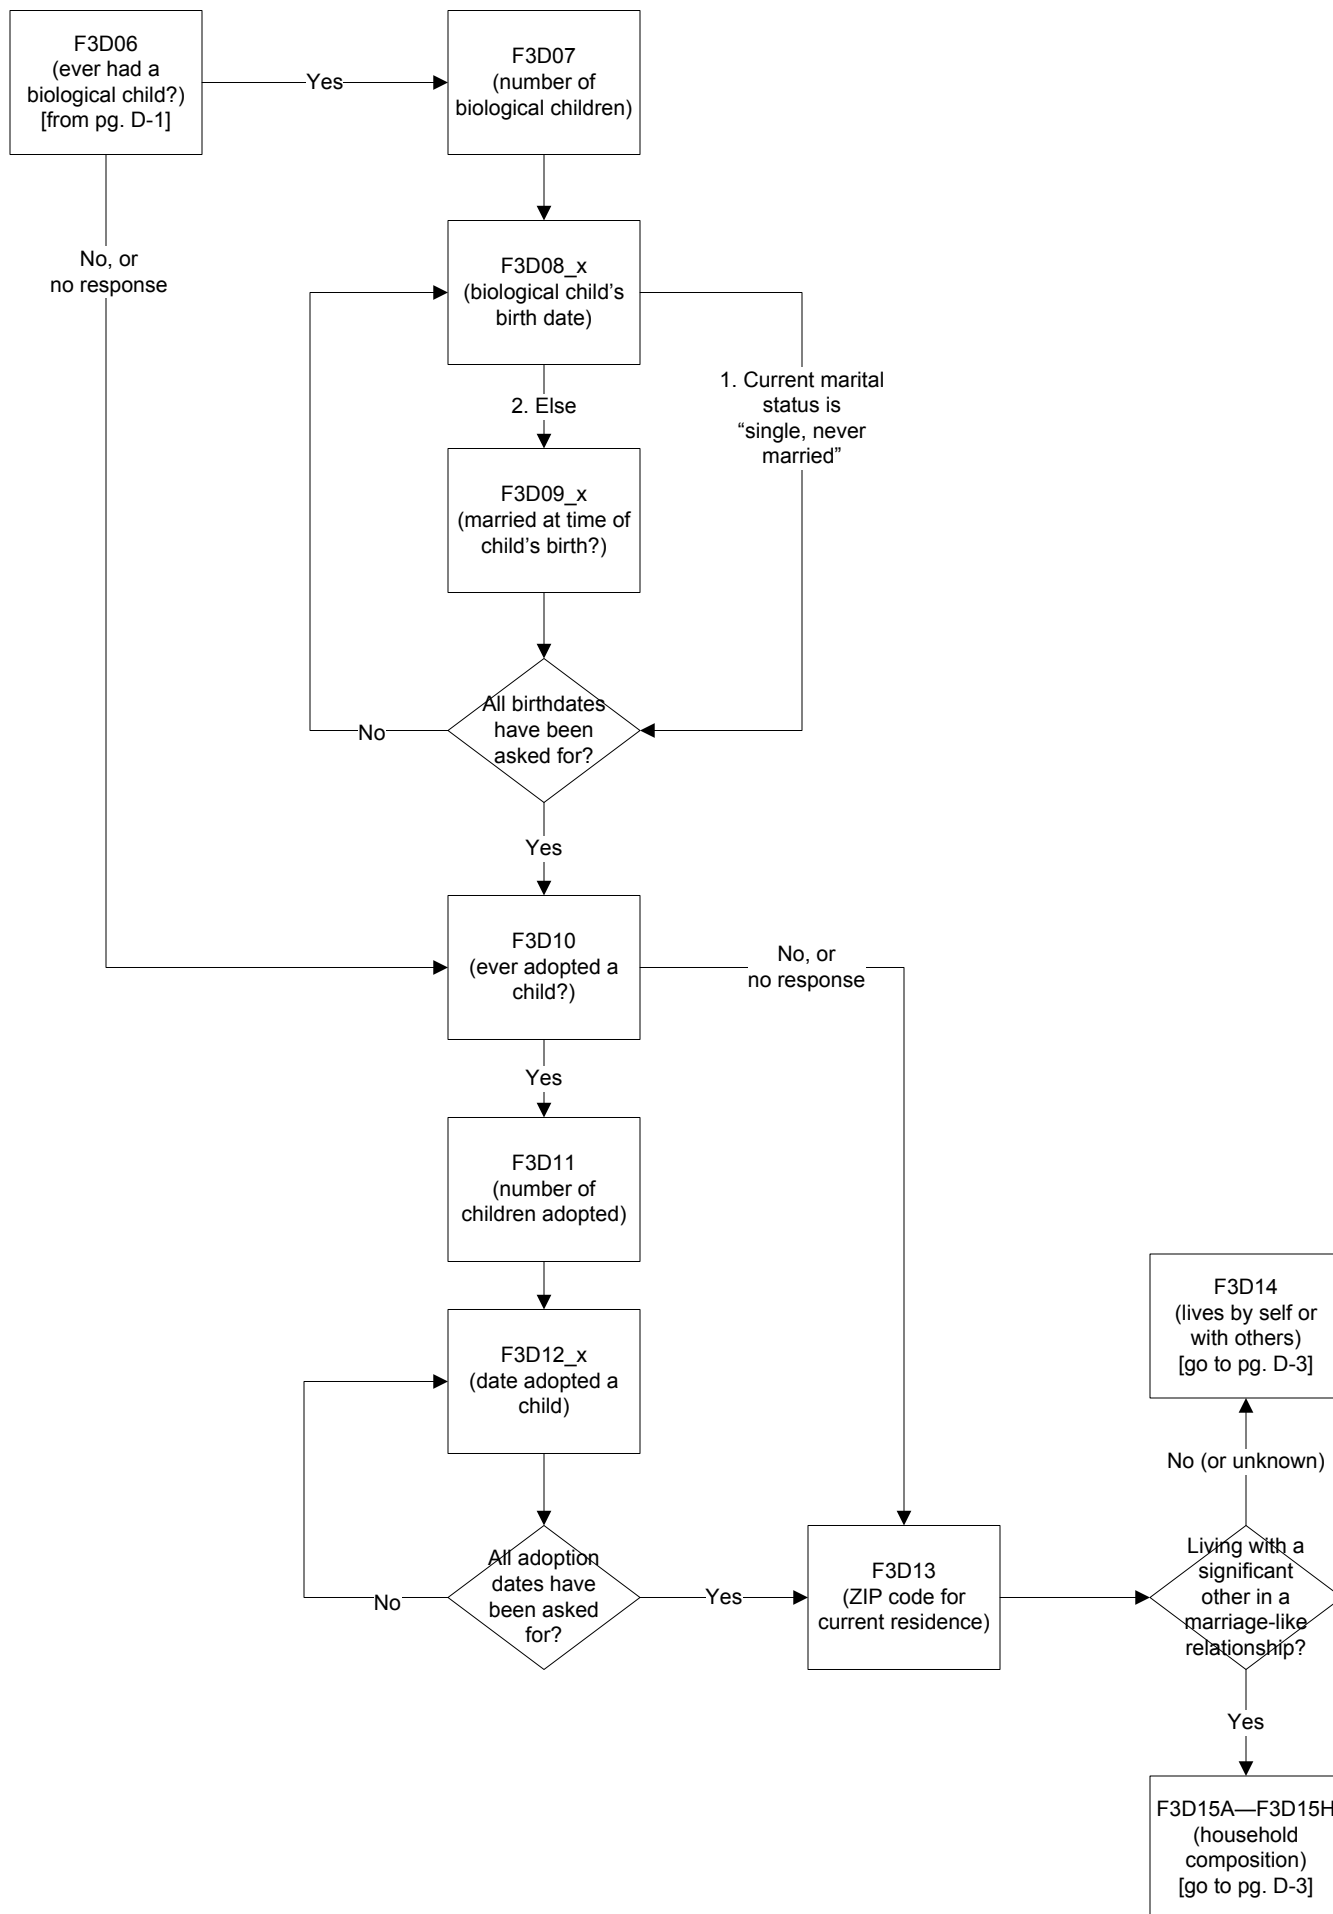 F3D06
(ever had a
biological child?)
[from pg. D-1]
Yes
F3D07
(number of
biological children)
No, or
no response
F3D08_x
(biological child’s
birth date)
1. Current marital
status is
“single, never
married”
2. Else
F3D09_x
(married at time of
child’s birth?)
All birthdates
have been
asked for?
No
Yes
F3D10
(ever adopted a
child?)
No, or
no response
Yes
F3D11
(number of
children adopted)
F3D12_x
(date adopted a
child)
All adoption
dates have
been asked
for?
No
Yes
F3D13
(ZIP code for
current residence)
F3D14
(lives by self or
with others)
[go to pg. D-3]
No (or unknown)
Living with a
significant
other in a
marriage-like
relationship?
Yes
F3D15A—F3D15H
(household
composition)
[go to pg. D-3]